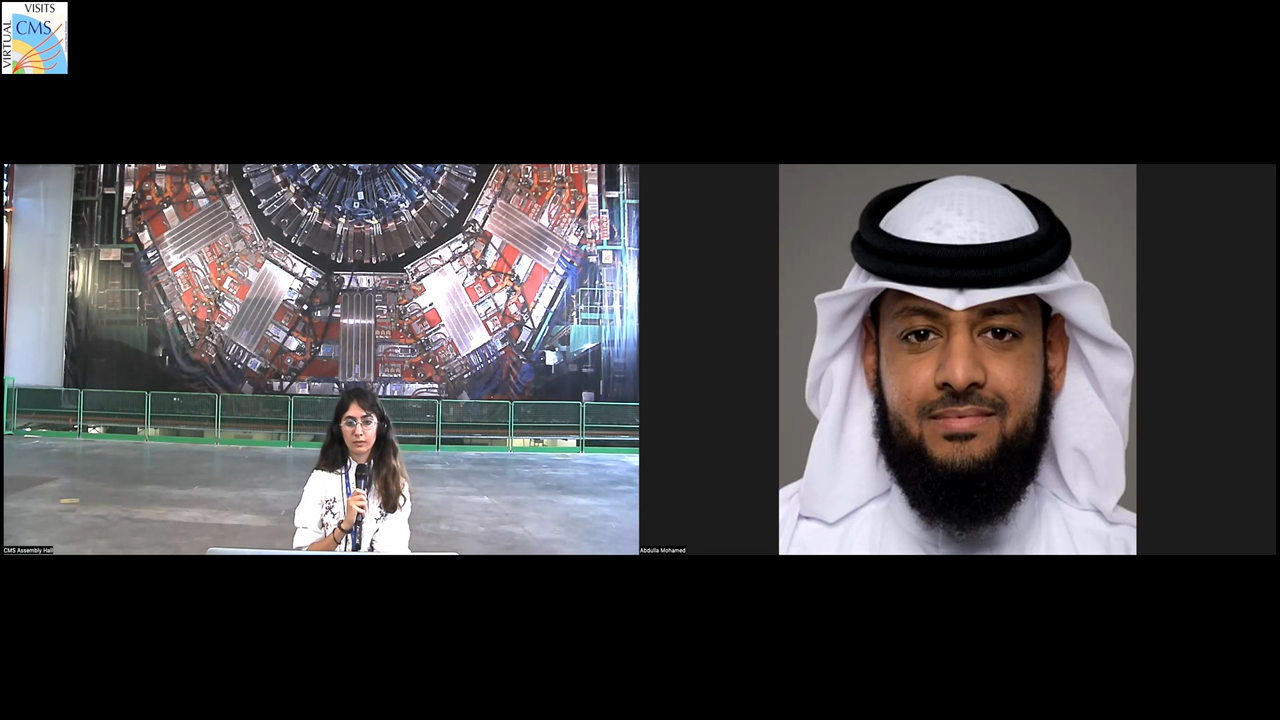 VISITS
VIRTUAL
CMS
CMS Assembly Hall
Abdulla Mohamed